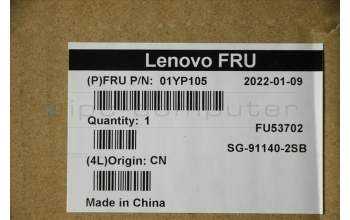 Lenovo FRU
(P)FRU P/N: 01YP105 2022-01-09
Quantity: 1
FU53702
SG-91140-2SB
(4L)Origin: CN
Made in China